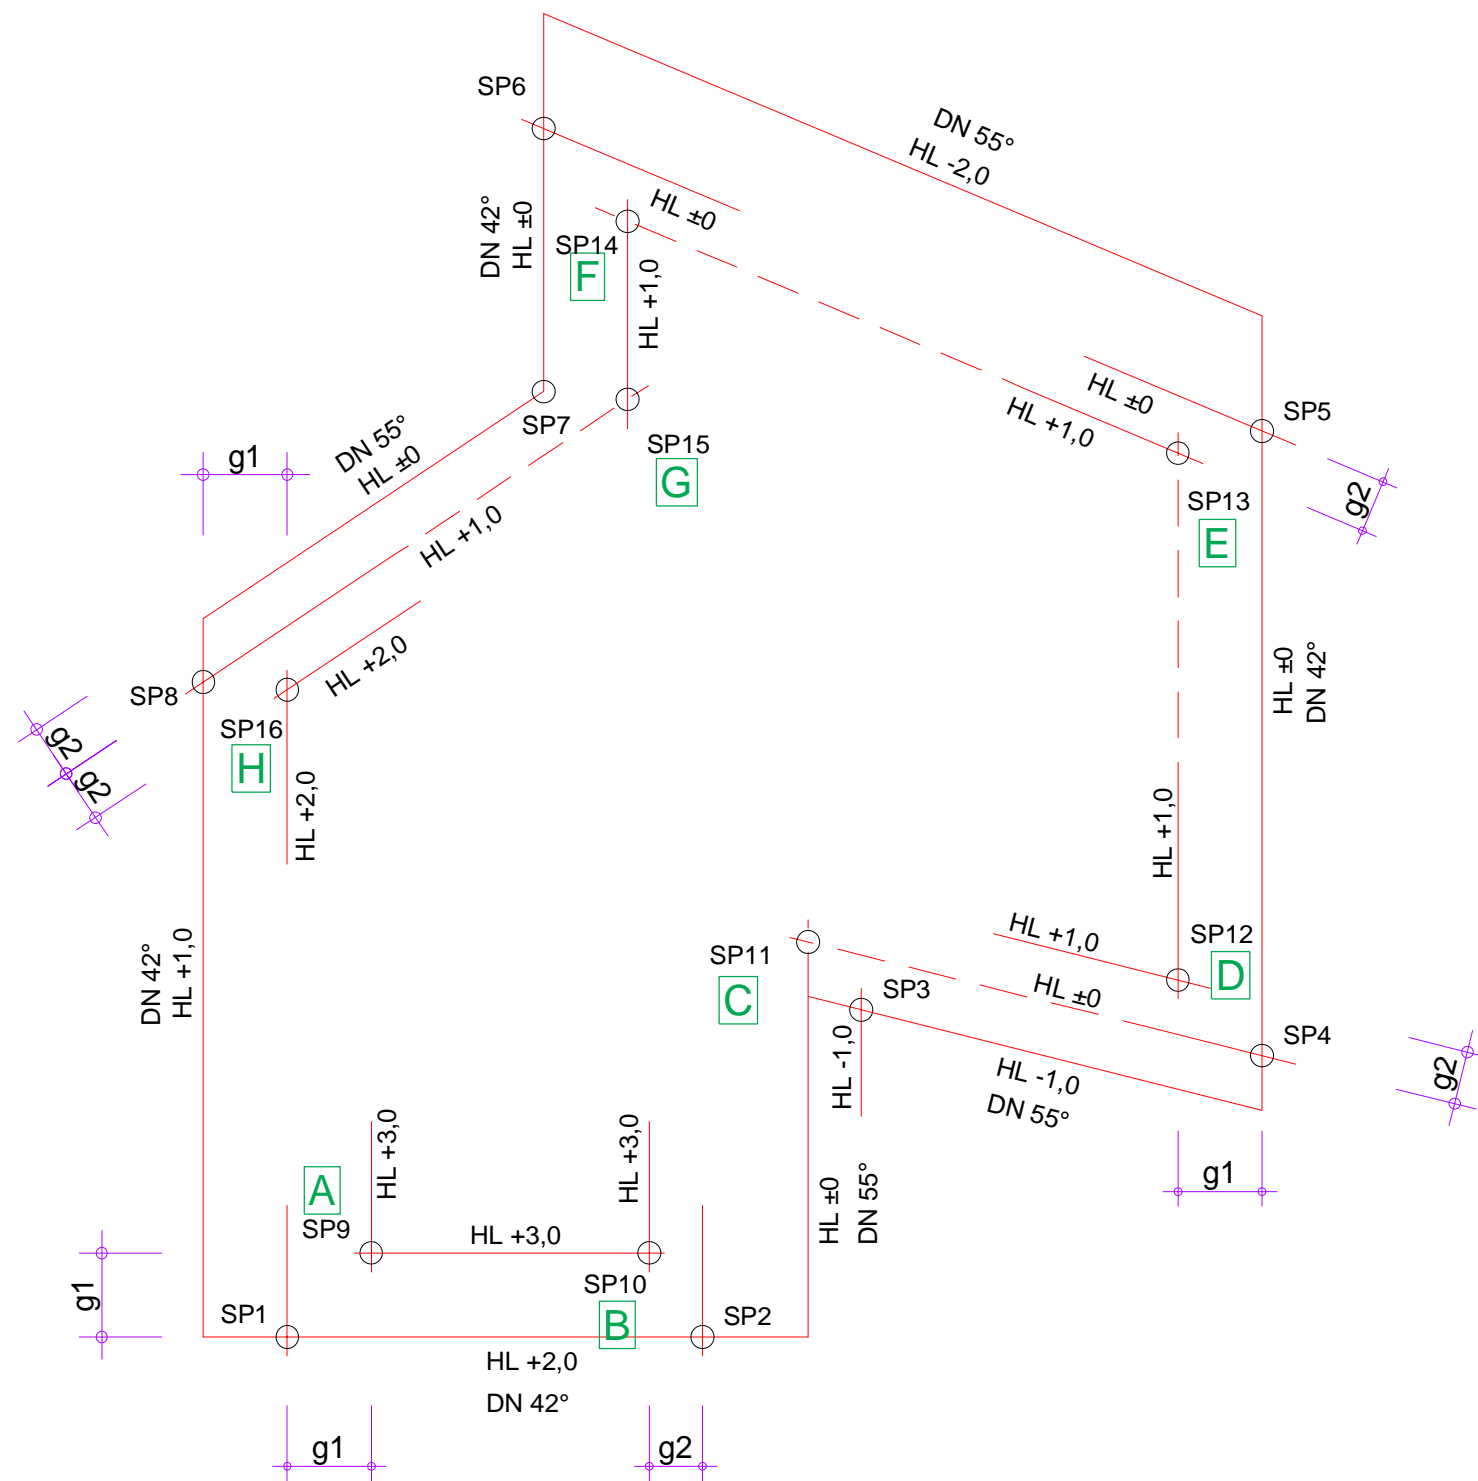 SP6
DN 55°
HL -2,0
HL ±0
DN 42°
HL ±0
SP14
F
HL +1,0
SP7
DN 55°
HL ±0
g1
SP15
G
HL +1,0
HL ±0
HL +1,0
SP5
g2
SP13
E
HL +2,0
SP8
SP16
H
g2
g2
HL +2,0
HL ±0
DN 42°
HL +1,0
DN 42°
HL +1,0
HL +1,0
SP12
D
SP11
C
SP3
HL ±0
SP4
HL -1,0
HL -1,0
DN 55°
g2
g1
A
SP9
HL +3,0
HL +3,0
HL +3,0
HL ±0
DN 55°
g1
SP10
B
SP1
SP2
HL +2,0
DN 42°
g1
g2